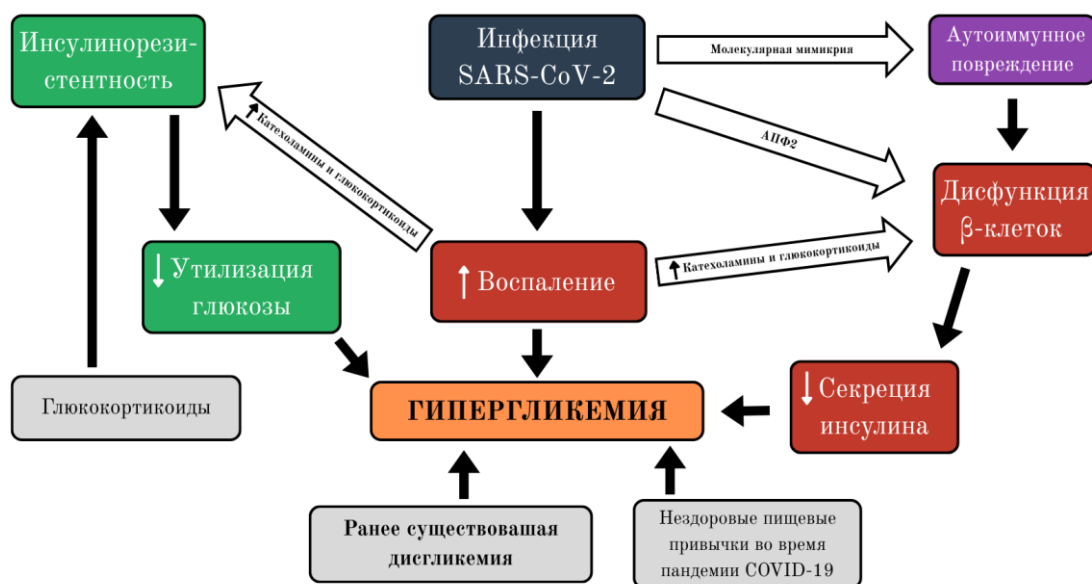 Инсулинорези-
стентность
Инфекция
SARS-CoV-2
Молекулярная мимикрия
Аутоиммунное
повреждение
↑ Катехоламины и глюкокортикоиды
АПФ2
Дисфункция
β-клеток
↓ Утилизация
глюкозы
↑ Воспаление
↑ Катехоламины и глюкокортикоиды
Глюкокортикоиды
ГИПЕРГЛИКЕМИЯ
↓ Секреция
инсулина
Ранее существовашая
дисгликемия
Нездоровые пищевые
привычки во время
пандемии COVID-19